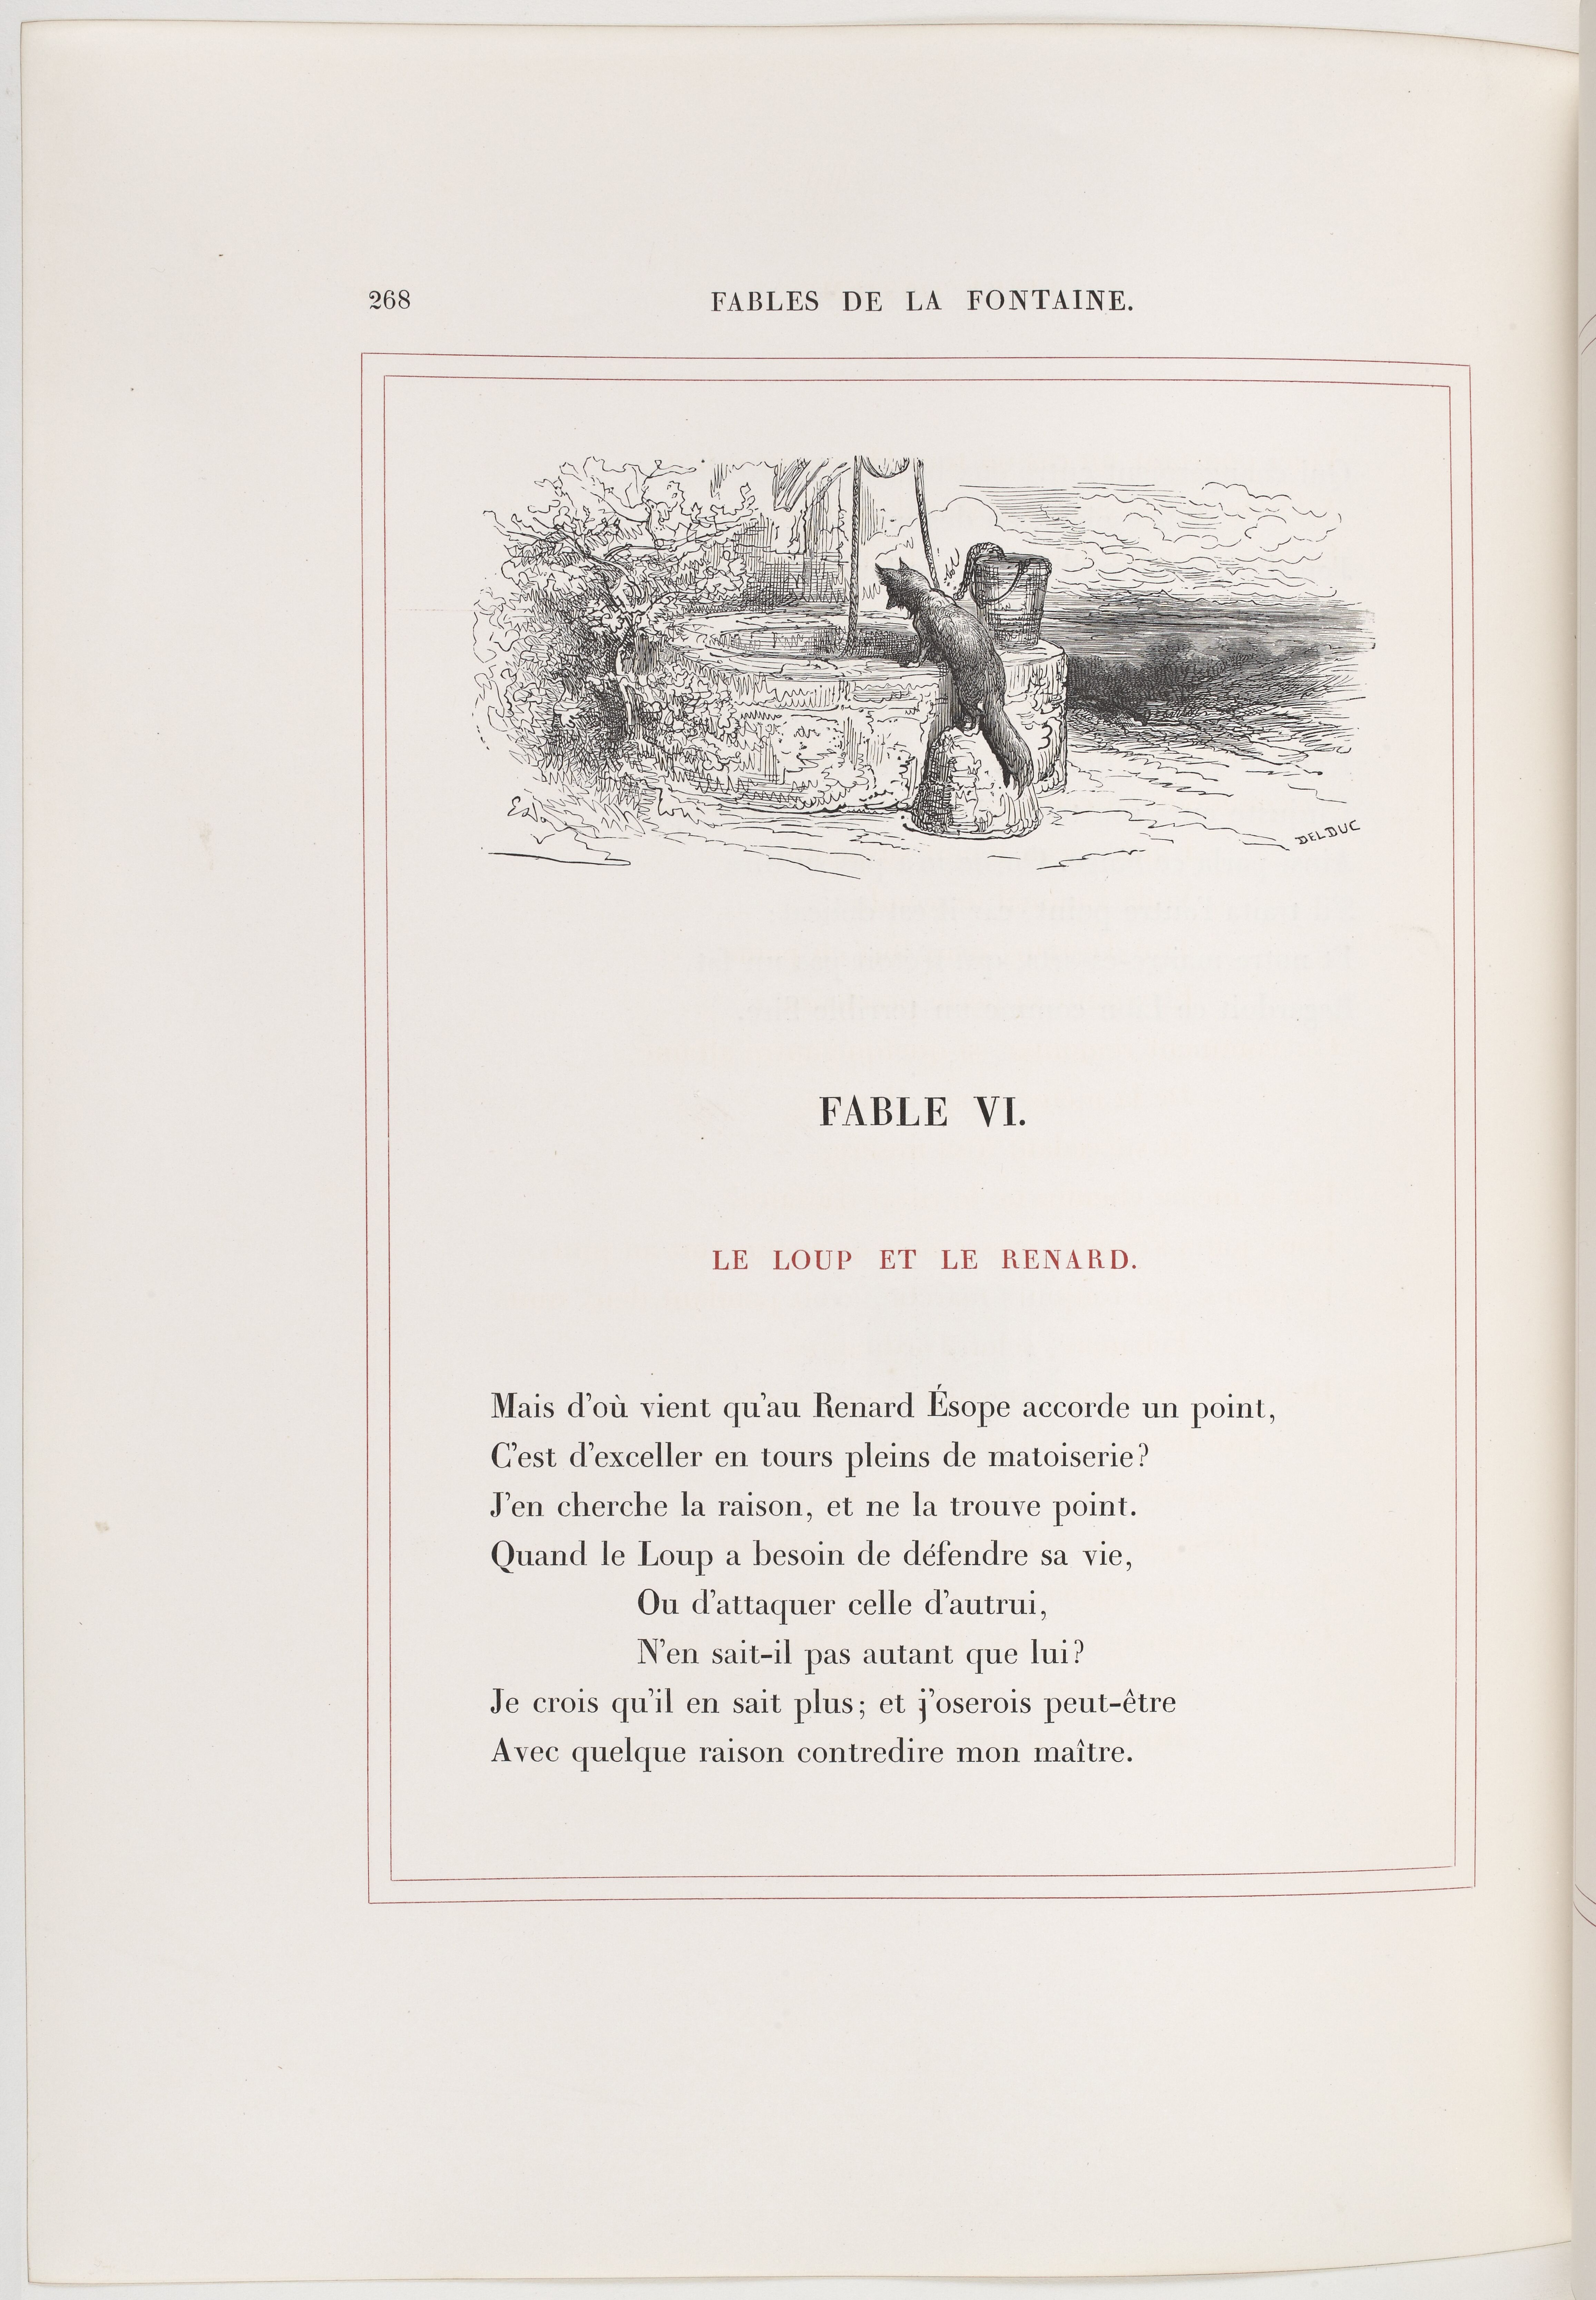 268
FABLES DE LA FONTAINE.
DELDUC
FABLE VI.
LE LOUP ET LE RENARD.
Mais d'où vient qu'au Renard Ésope accorde un point,
C'est d'exceller en tours pleins de matoiserie?
J'en cherche la raison, et ne la trouve point.
Quand le Loup a besoin de défendre sa vie,
Ou d'attaquer celle d'autrui,
N'en sait-il pas autant que lui?
Je crois qu'il en sait plus; et j'oserois peut-être
Avec quelque raison contredire mon maître.